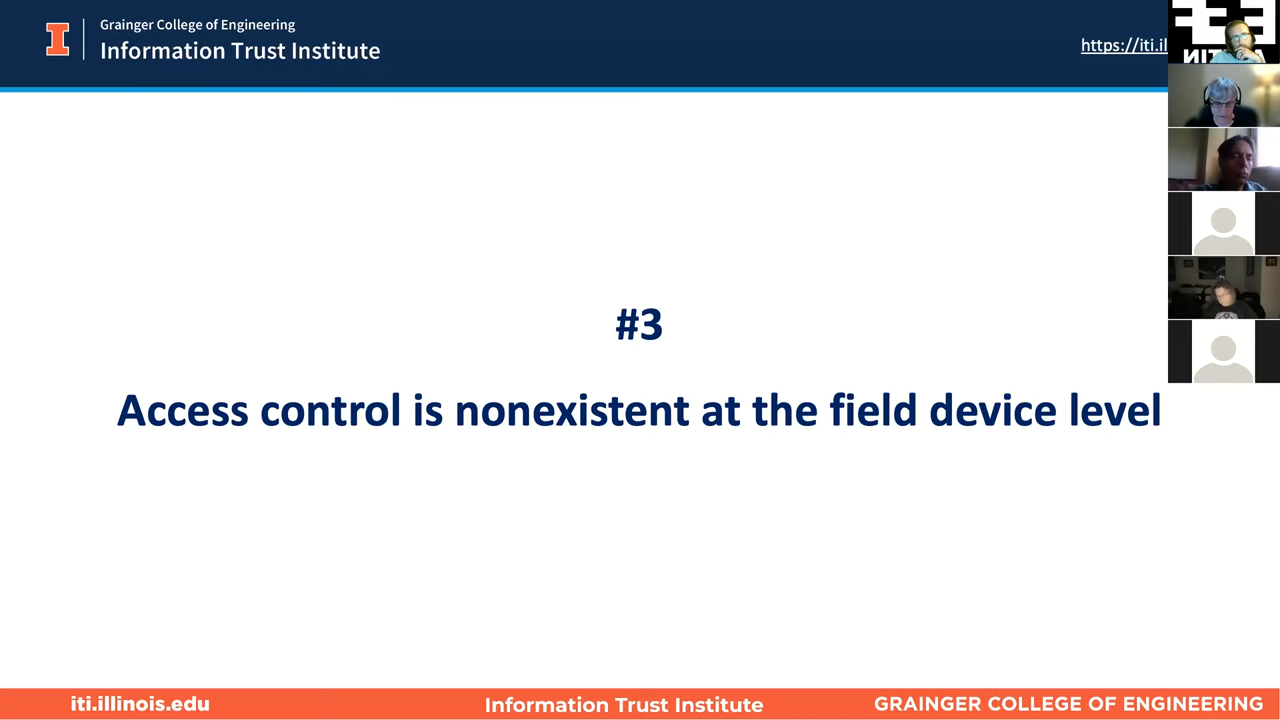 Grainger College of Engineering
Information Trust Institute
https://iti.il
#3
Access control is nonexistent at the field device level
iti.illinois.edu
Information Trust Institute
GRAINGER COLLEGE OF ENGINEERING